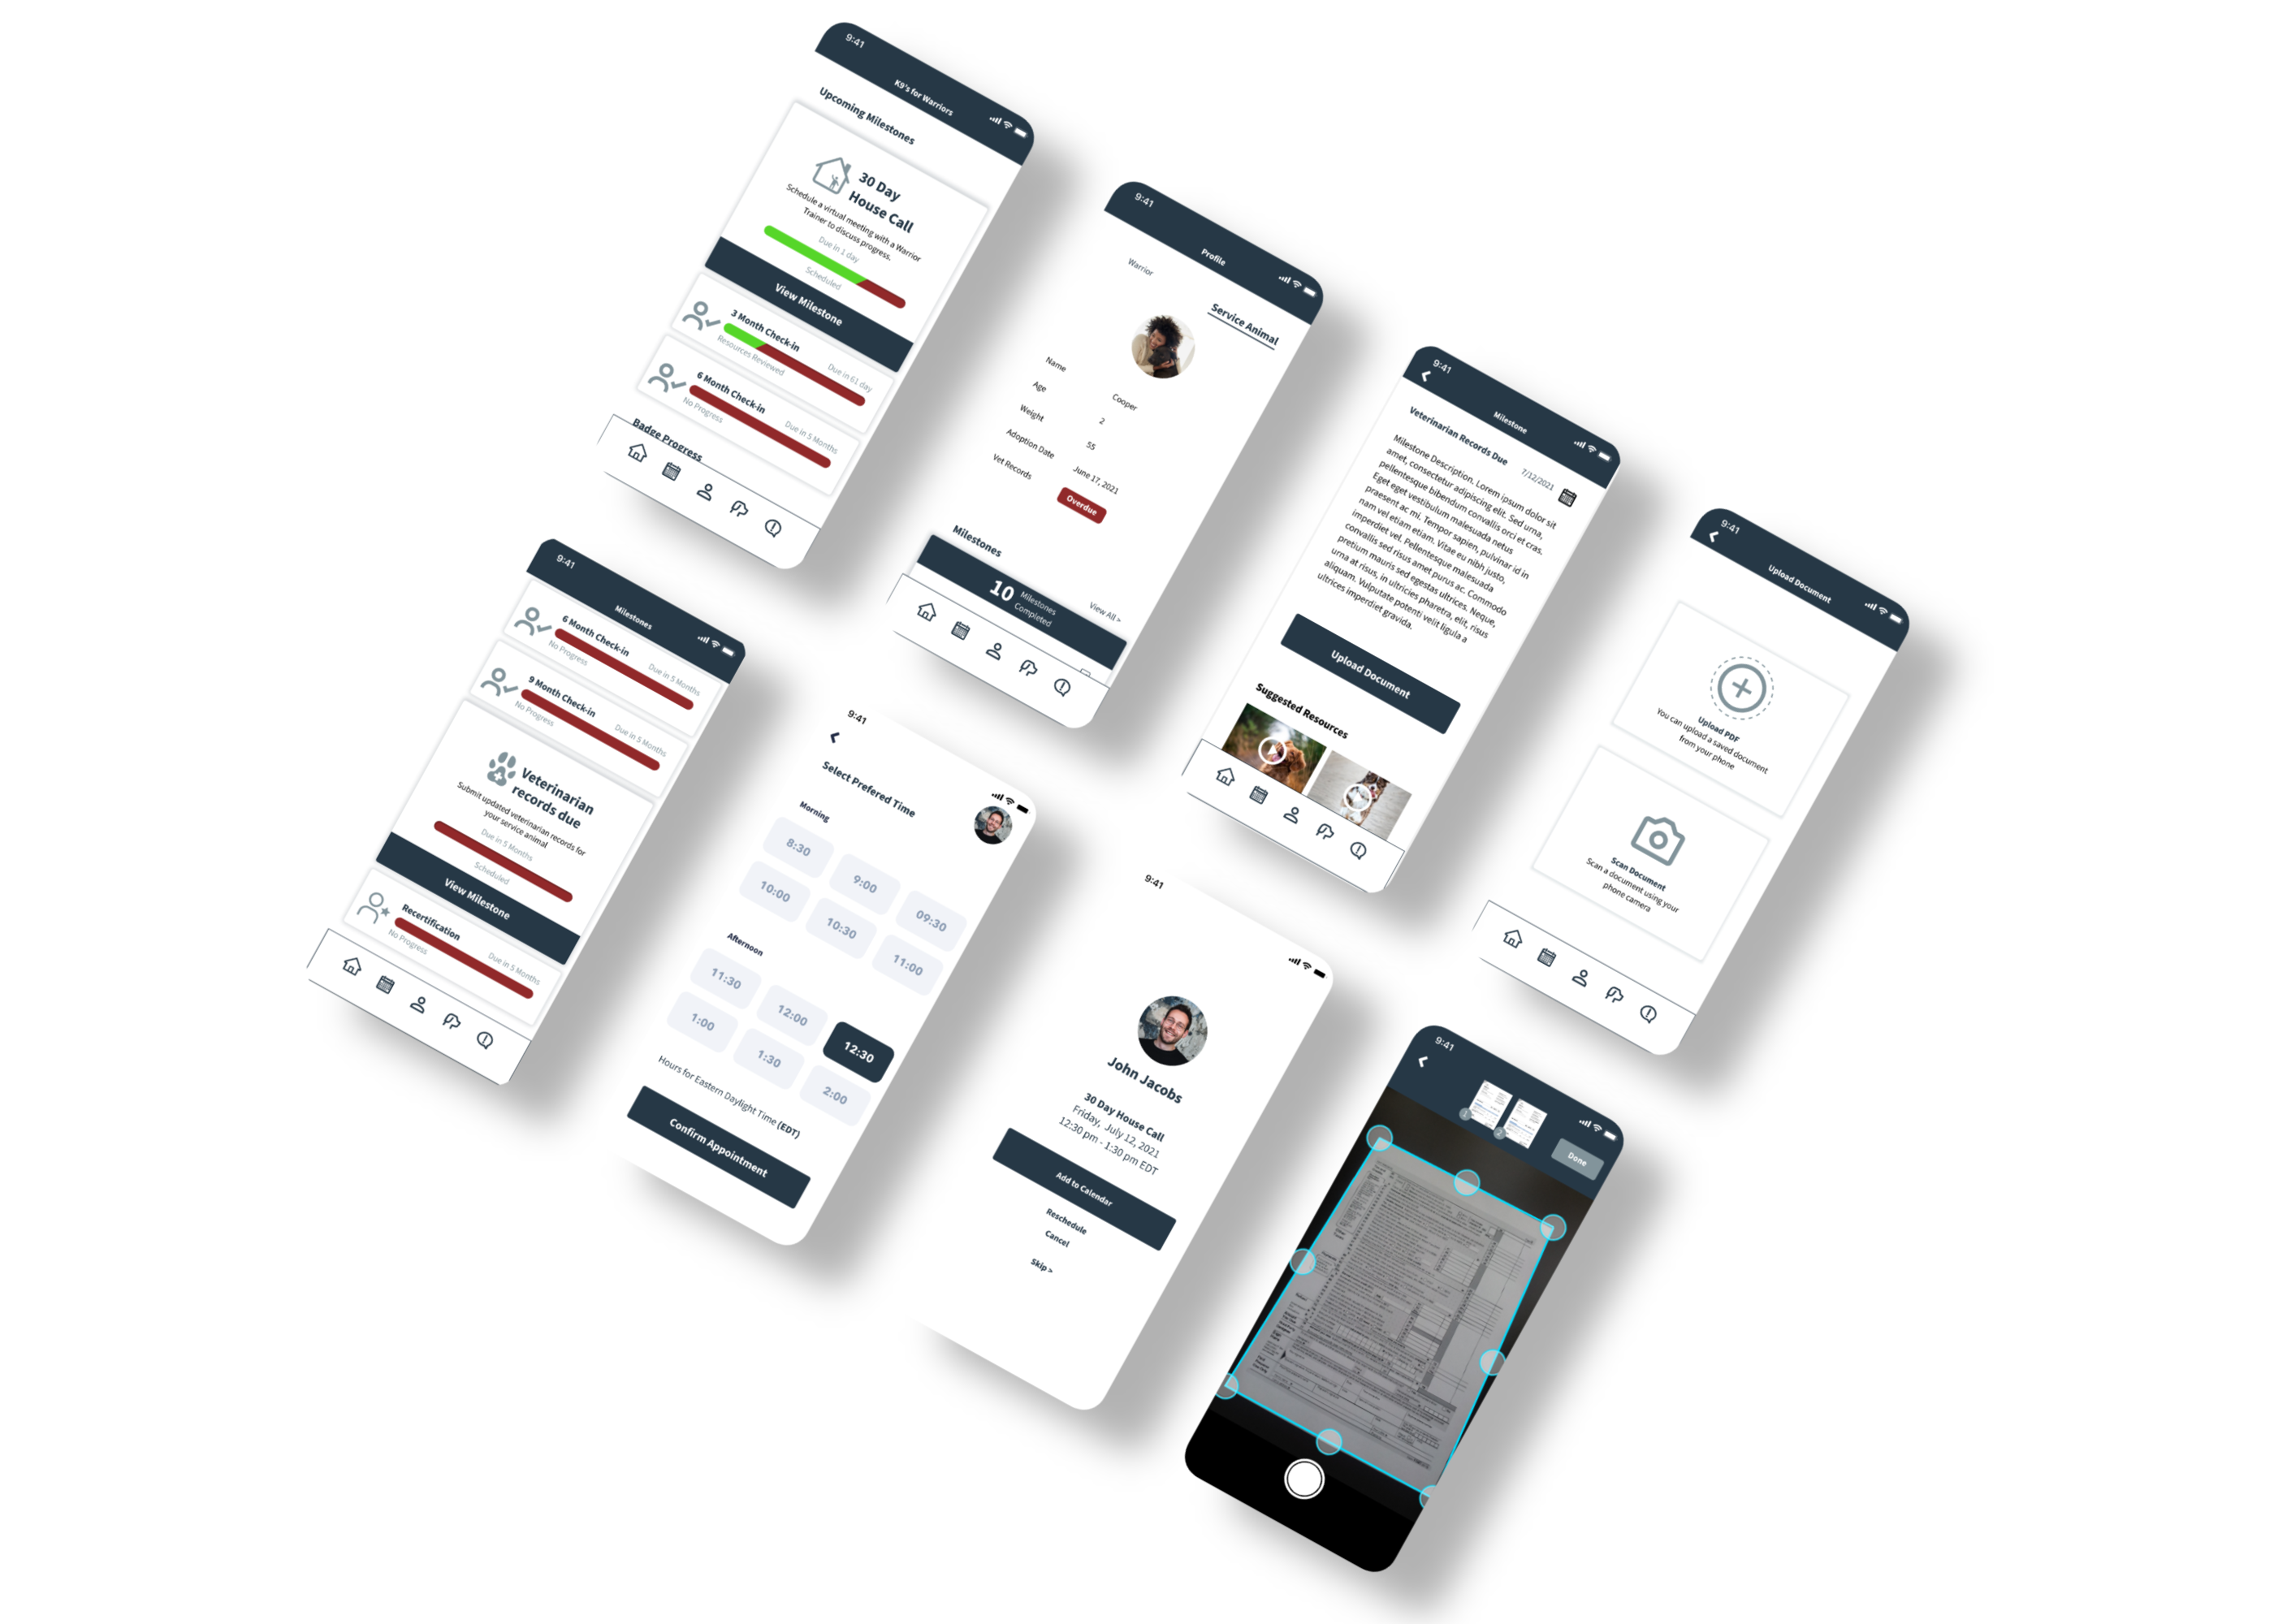 9:41
K9's for Warriors
Upcoming Milestones
30 Day
House Call
Schedule a virtual meeting with a Warrior
Trainer to discuss progress.
Due in 1 day
Scheduled
View Milestone
3 Month Check-in
Resources Reviewed
Due in 61 day
6 Month Check-in
No Progress
Due in 5 Months
Badge Progress
9:41
Profile
Warrior
Service Animal
Name
Cooper
Age
2
Weight
55
Adoption Date
June 17, 2021
Vet Records
Overdue
Milestones
View All >
10
Milestones
Completed
9:41
Milestone
Veterinarian Records Due
7/12/2021
Milestone Description. Lorem ipsum dolor sit
amet, consectetur adipiscing elit. Sed urna,
pellentesque bibendum convallis orci et cras.
Eget eget vestibulum malesuada netus
praesent ac mi. Tempor sapien, pulvinar id in
nam vel etiam etiam. Vitae eu nibh justo,
imperdiet vel. Pellentesque malesuada
convallis sed risus amet purus ac. Commodo
pretium mauris sed egestas ultrices. Neque,
urna at risus, in ultricies pharetra, elit, risus
aliquam. Vulputate potenti velit ligula a
ultrices imperdiet gravida.
Upload Document
Suggested Resources
9:41
Upload Document
Upload PDF
You can upload a saved document
from your phone
Scan Document
Scan a document using your
phone camera
9:41
Milestones
6 Month Check-in
No Progress
Due in 5 Months
9 Month Check-in
No Progress
Due in 5 Months
Veterinarian
records due
Submit updated veterinarian records for
your service animal
Due in 5 Months
Scheduled
View Milestone
Recertification
No Progress
Due in 5 Months
9:41
Select Prefered Time
Morning
8:30
9:00
09:30
10:00
10:30
11:00
Afternoon
11:30
12:00
12:30
1:00
1:30
2:00
Hours for Eastern Daylight Time (EDT)
Confirm Appointment
9:41
John Jacobs
30 Day House Call
Friday, July 12, 2021
12:30 pm - 1:30 pm EDT
Add to Calendar
Reschedule
Cancel
Skip >
9:41
1
2
Done